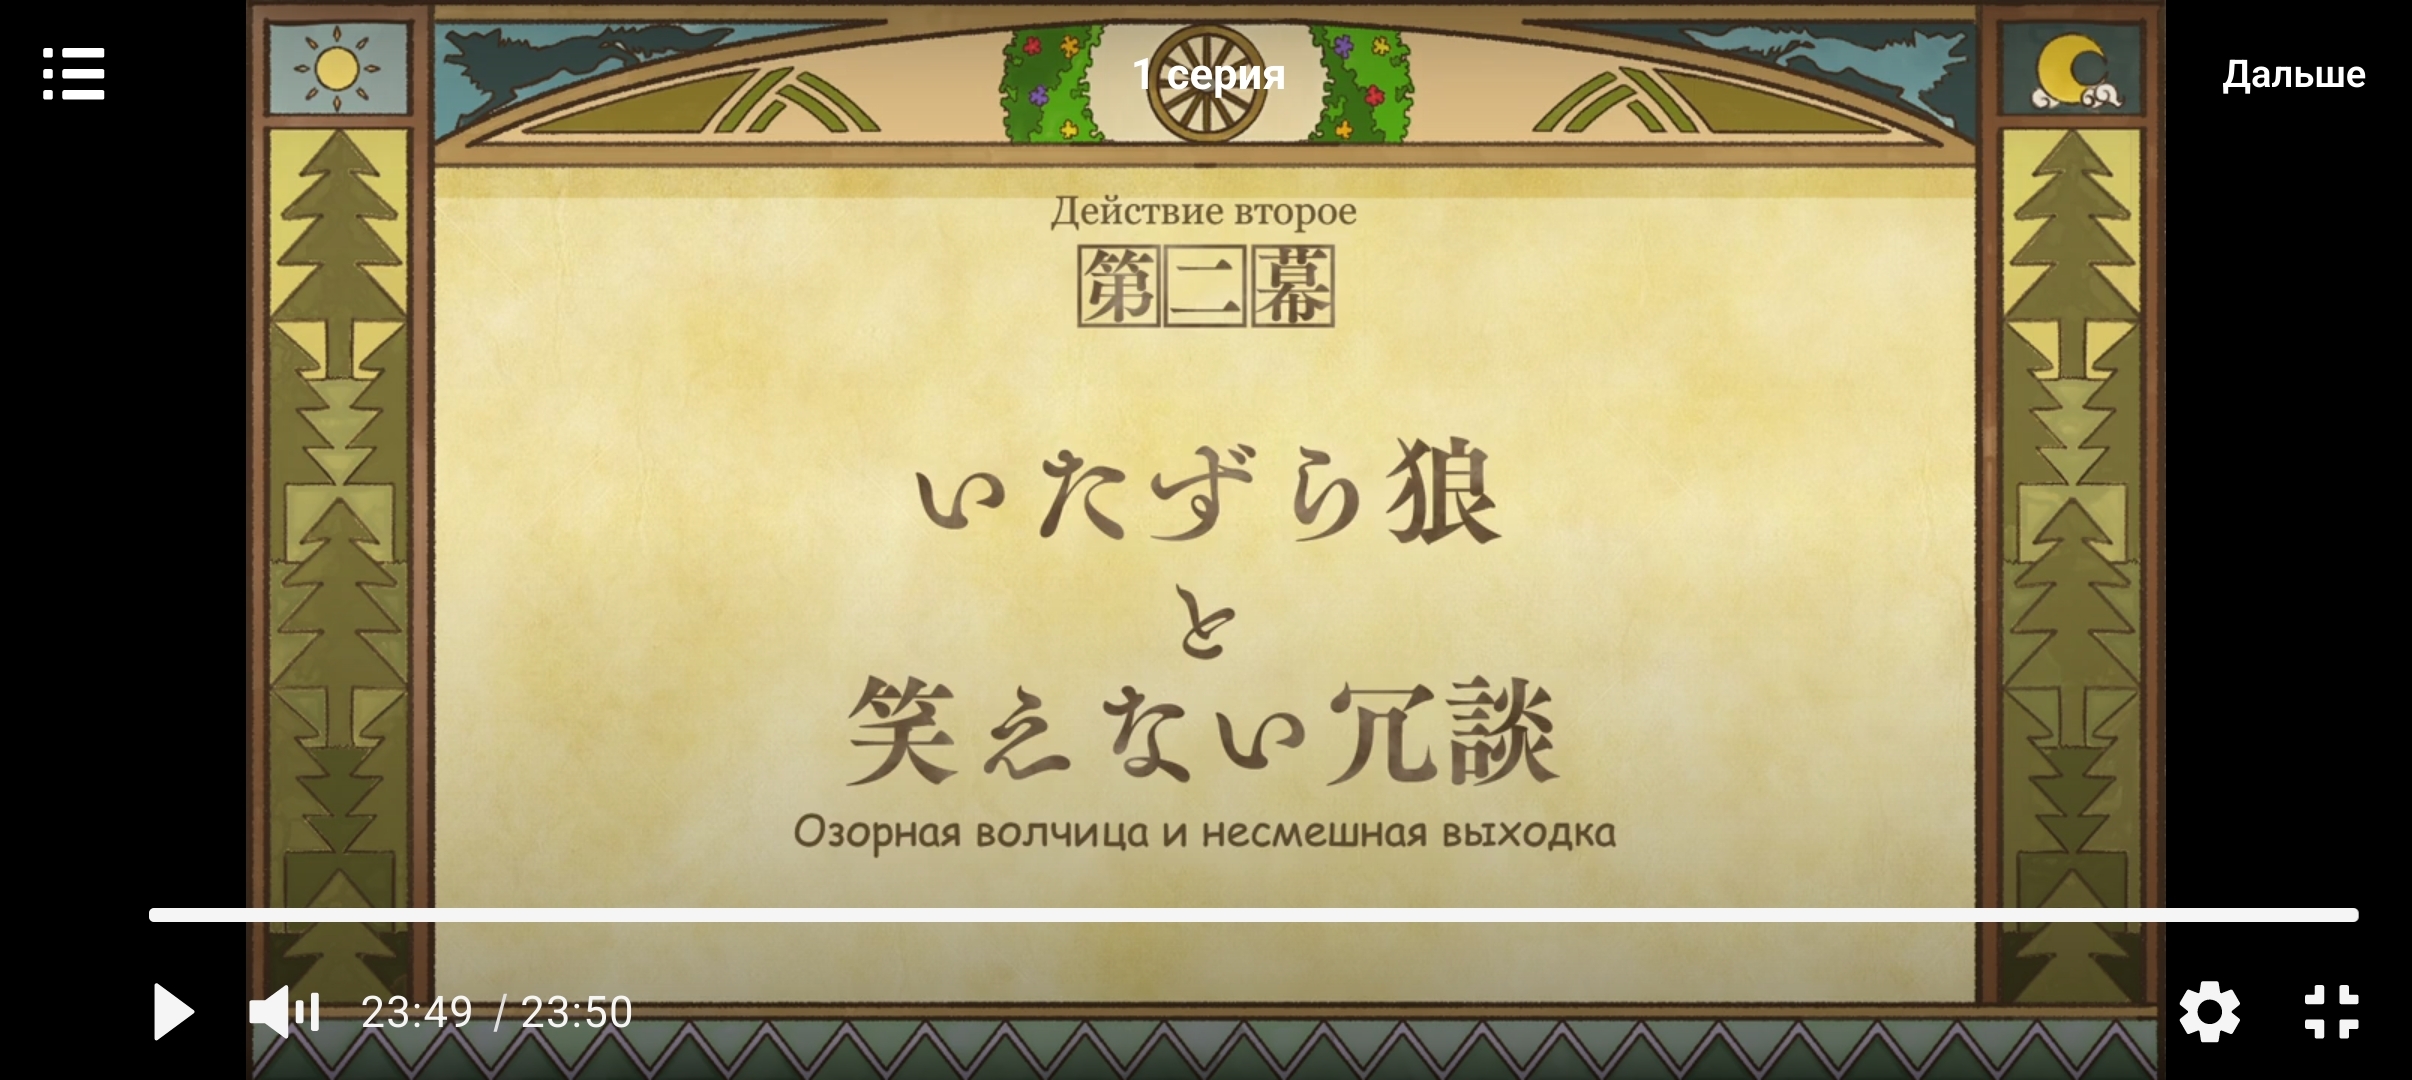 1 серия
Дальше
Действие второе
第二幕
いたずら狼
と
笑えない冗談
Озорная волчица и несмешная выходка
23:49 / 23:50